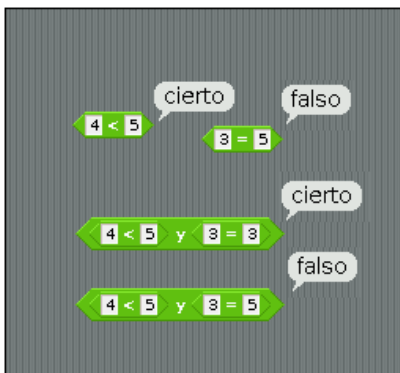 cierto
4 < 5
falso
3 = 5
cierto
4 < 5 y 3 = 3
falso
4 < 5 y 3 = 5